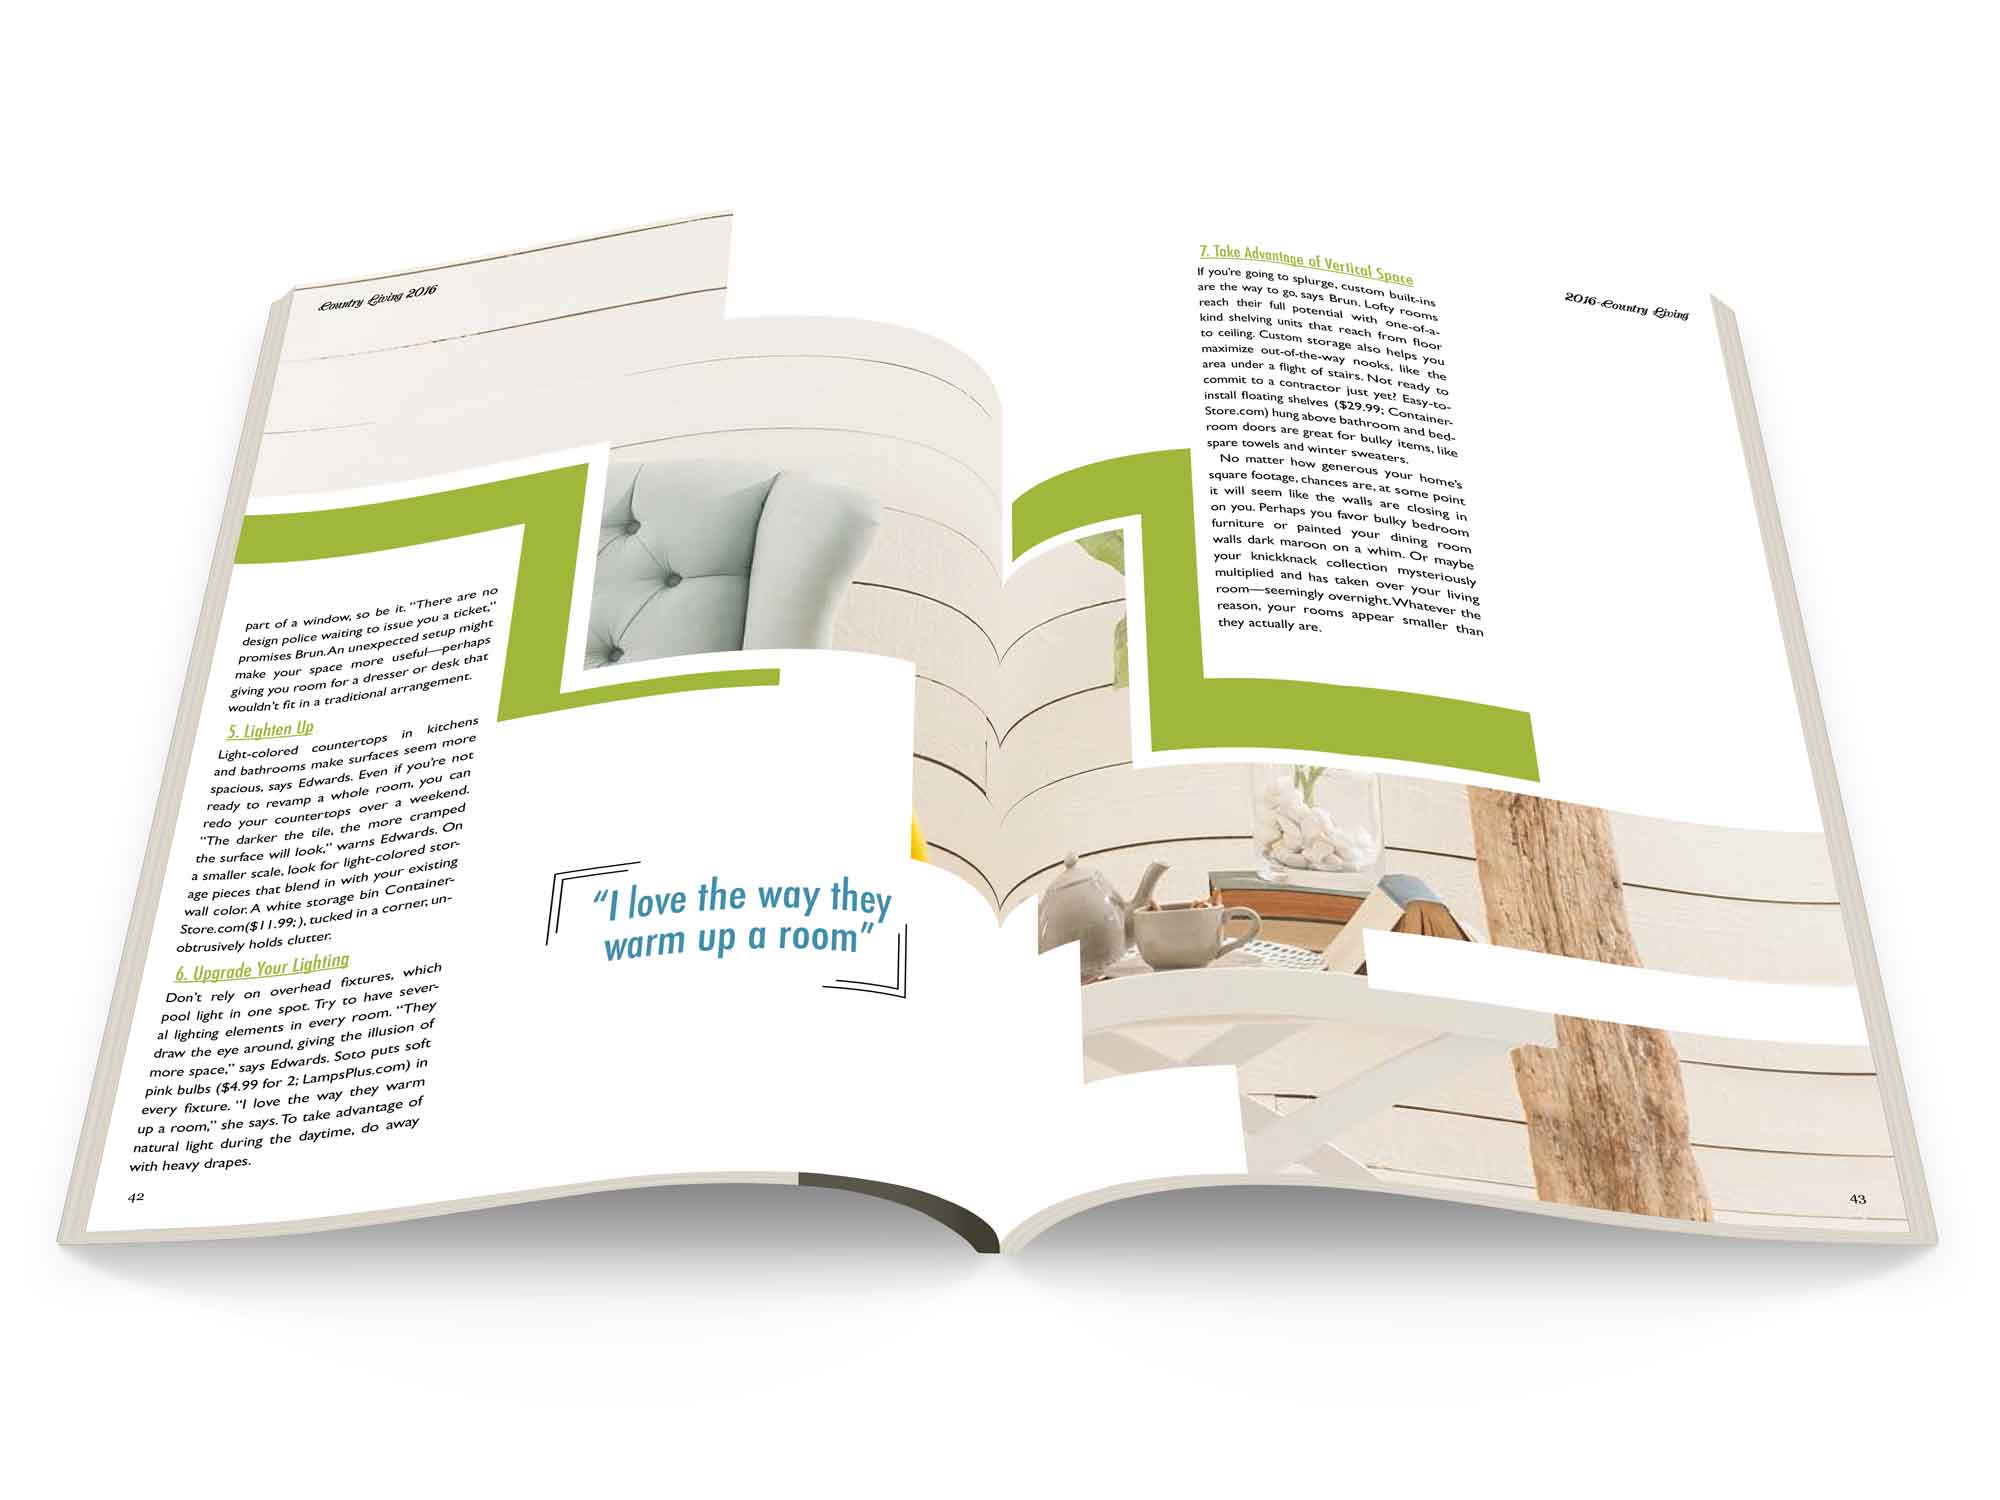 Country Living 2016
part of a window, so be it. “There are no
design police waiting to issue you a ticket,”
promises Brun. An unexpected setup might
make your space more useful—perhaps
giving you room for a dresser or desk that
wouldn’t fit in a traditional arrangement.
5. Lighten Up
Light-colored countertops in kitchens
and bathrooms make surfaces seem more
spacious, says Edwards. Even if you’re not
ready to revamp a whole room, you can
redo your countertops over a weekend.
“The darker the tile, the more cramped
the surface will look,” warns Edwards. On
a smaller scale, look for light-colored stor-
age pieces that blend in with your existing
wall color. A white storage bin Container-
Store.com($11.99; ), tucked in a corner, un-
obtrusively holds clutter.
6. Upgrade Your Lighting
Don’t rely on overhead fixtures, which
pool light in one spot. Try to have sever-
al lighting elements in every room. “They
draw the eye around, giving the illusion of
more space,” says Edwards. Soto puts soft
pink bulbs ($4.99 for 2; LampsPlus.com) in
every fixture. “I love the way they warm
up a room,” she says. To take advantage of
natural light during the daytime, do away
with heavy drapes.
42
“I love the way they
warm up a room”
7. Take Advantage of Vertical Space
If you’re going to splurge, custom built-ins
are the way to go, says Brun. Lofty rooms
reach their full potential with one-of-a-
kind shelving units that reach from floor
to ceiling. Custom storage also helps you
maximize out-of-the-way nooks, like the
area under a flight of stairs. Not ready to
commit to a contractor just yet? Easy-to-
install floating shelves ($29.99; Container-
Store.com) hung above bathroom and bed-
room doors are great for bulky items, like
spare towels and winter sweaters.
No matter how generous your home’s
square footage, chances are, at some point
it will seem like the walls are closing in
on you. Perhaps you favor bulky bedroom
furniture or painted your dining room
walls dark maroon on a whim. Or maybe
your knickknack collection mysteriously
multiplied and has taken over your living
room—seemingly overnight. Whatever the
reason, your rooms appear smaller than
they actually are.
2016-Country Living
43